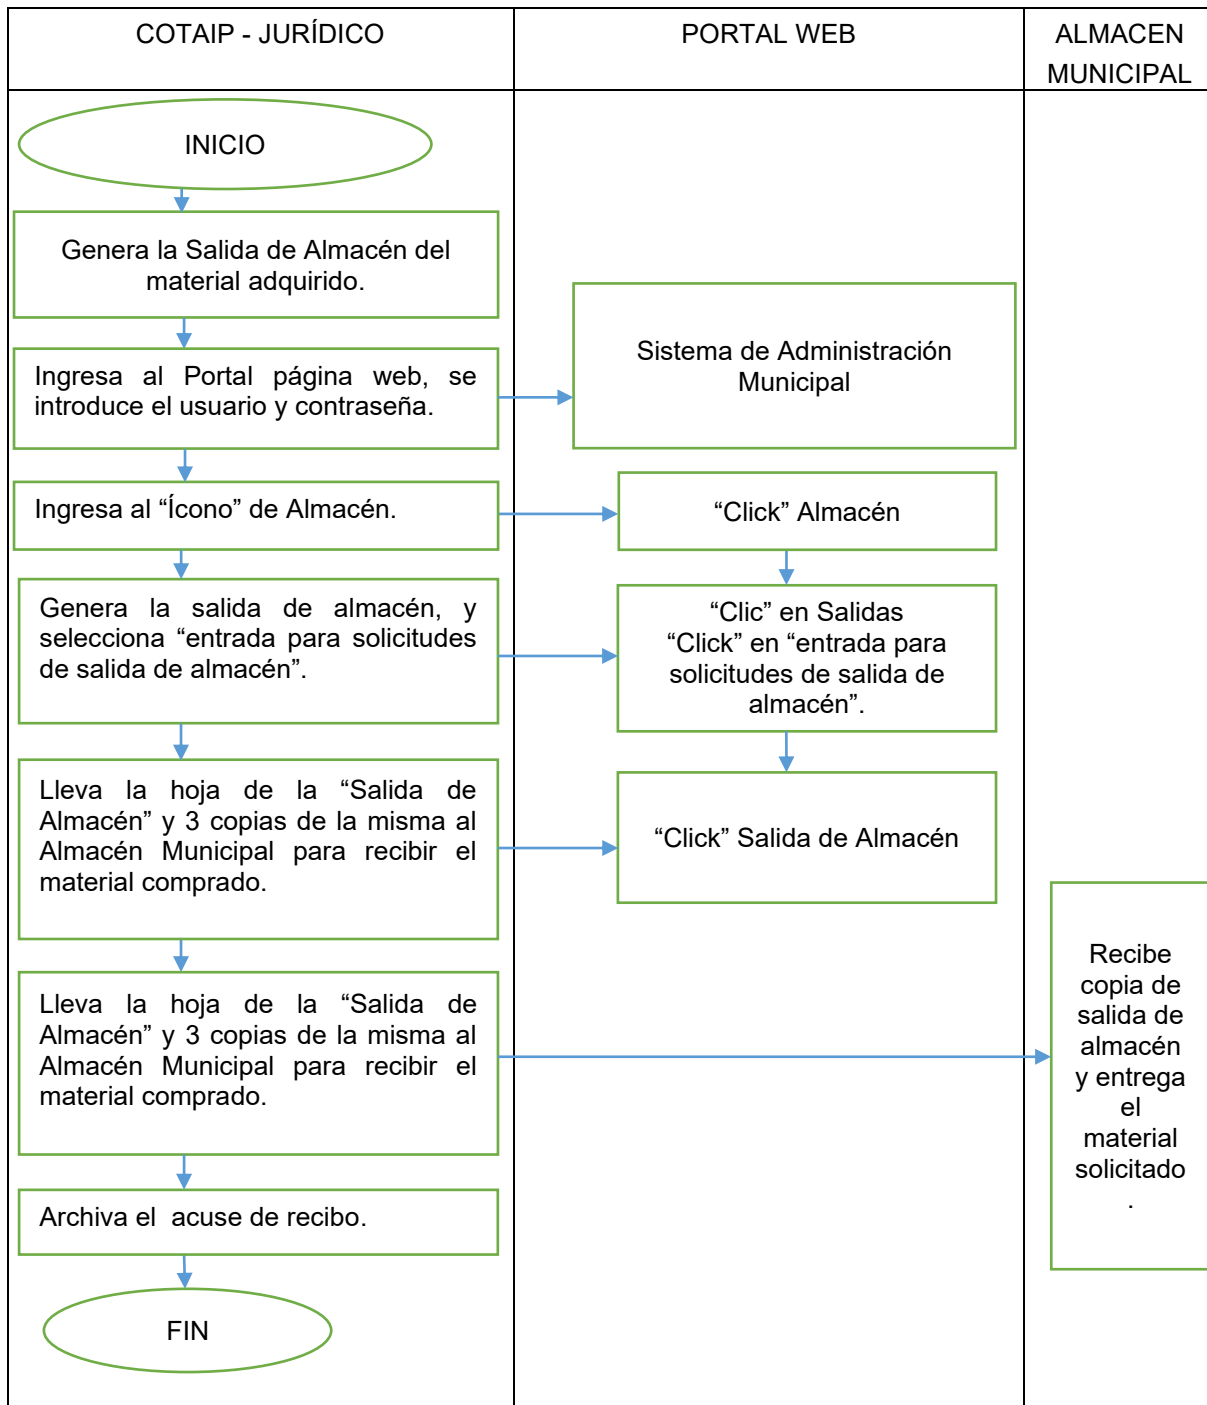 COTAIP - JURÍDICO
PORTAL WEB
ALMACEN
MUNICIPAL
INICIO
Genera la Salida de Almacén del
material adquirido.
Sistema de Administración
Municipal
Ingresa al Portal página web, se
introduce el usuario y contraseña.
Ingresa al “Ícono” de Almacén.
“Click” Almacén
Genera la salida de almacén, y
selecciona “entrada para solicitudes
de salida de almacén”.
“Clic” en Salidas
“Click” en “entrada para
solicitudes de salida de
almacén”.
Lleva la hoja de la “Salida de
Almacén” y 3 copias de la misma al
Almacén Municipal para recibir el
material comprado.
“Click” Salida de Almacén
Lleva la hoja de la “Salida de
Almacén” y 3 copias de la misma al
Almacén Municipal para recibir el
material comprado.
Recibe
copia de
salida de
almacén
y entrega
el
material
solicitado
.
Archiva el  acuse de recibo.
FIN